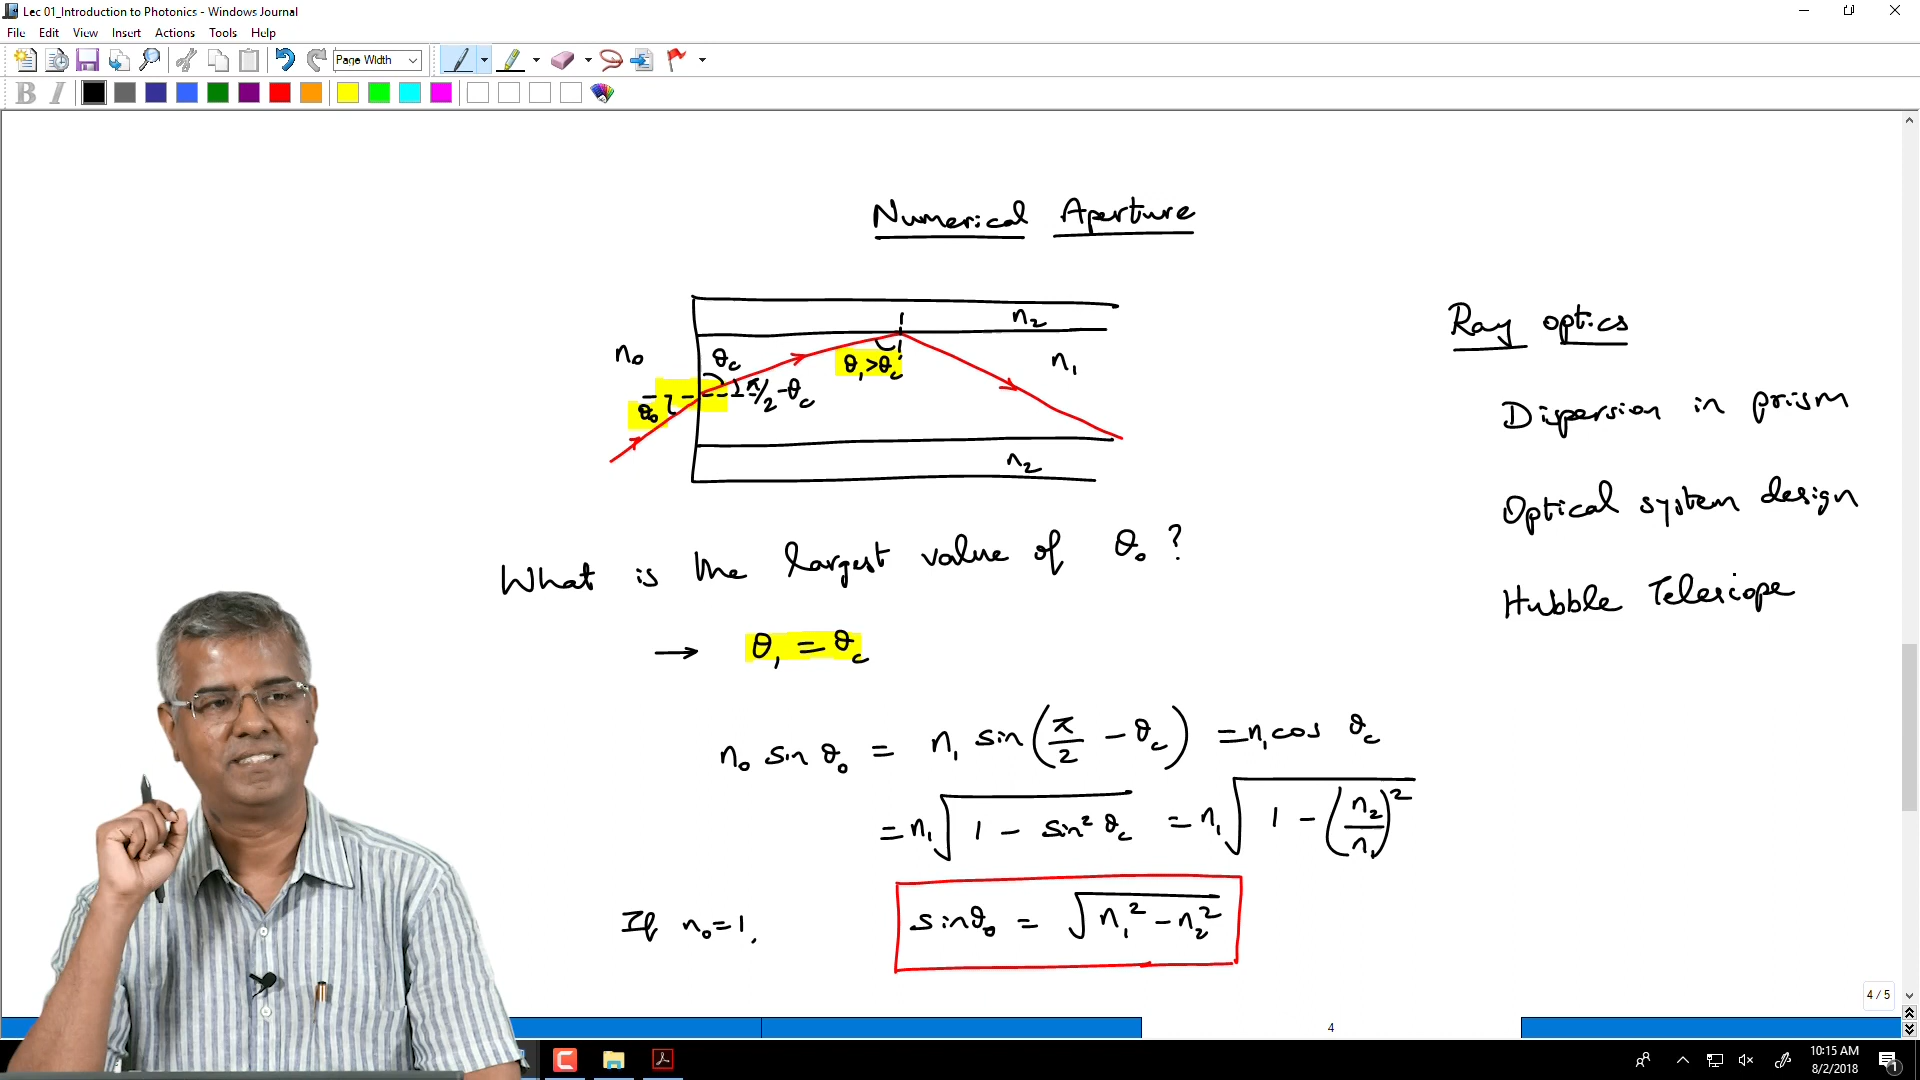 Lec 01_Introduction to Photonics - Windows Journal
File Edit View Insert Actions Tools Help
Page Width
B I
Numerical Aperture
n₂
n₀
θc
θ₁>θc
n₁
π/2 -θc
θ₀
n₂
What is the largest value of θ₀ ?
→ θ₁ = θc
n₀ sin θ₀ = n₁ sin(π/2 - θc) = n₁cos θc
= n₁√(1 - sin² θc) = n₁√(1 - (n₂/n₁)²)
If n₀=1, sinθ₀ = √(n₁² - n₂²)
Ray optics
Dispersion in prism
Optical system design
Hubble Telescope
4 / 5
4
10:15 AM
8/2/2018
1